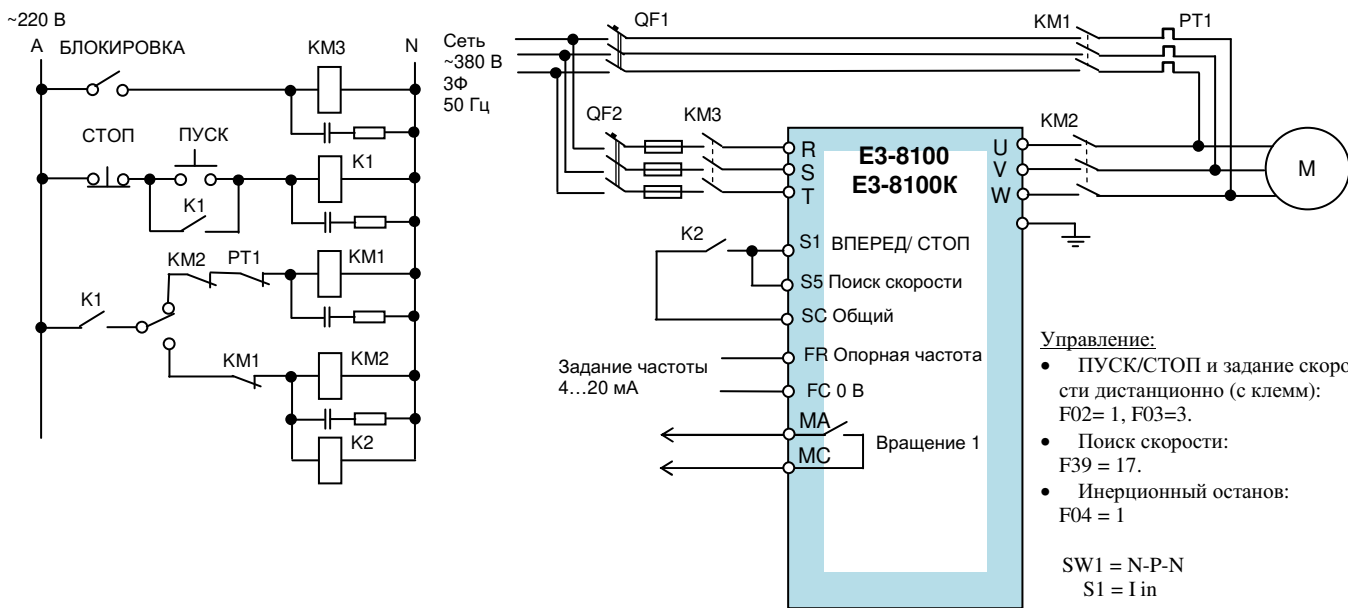 ~220 В
A
БЛОКИРОВКА
KM3
N
СТОП
ПУСК
K1
K1
KM2
PT1
KM1
K1
KM1
KM2
K2
Сеть
~380 В
3Ф
50 Гц
QF1
KM1
PT1
QF2
KM3
KM2
R
S
T
E3-8100
E3-8100К
U
V
W
M
K2
S1 ВПЕРЕД/ СТОП
S5 Поиск скорости
SC Общий
Задание частоты
4...20 мА
FR Опорная частота
FC 0 В
MA
MC
Вращение 1
Управление:
• ПУСК/СТОП и задание скоро
сти дистанционно (с клемм):
F02= 1, F03=3.
• Поиск скорости:
F39 = 17.
• Инерционный останов:
F04 = 1
SW1 = N-P-N
S1 = I in